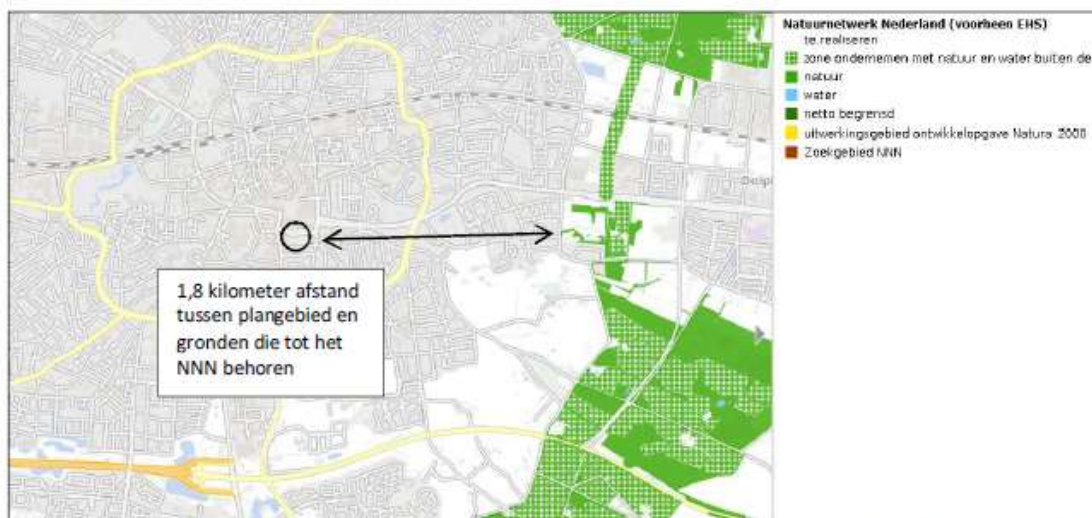 Natuurnetwerk Nederland (voorheen EHS)
te realiseren
zone ondernemen met natuur en water buiten de
natuur
water
netto begrensd
uitwerkingsgebied ontwikkelopgave Natura 2000
Zoekgebied NNN
1,8 kilometer afstand
tussen plangebied en
gronden die tot het
NNN behoren